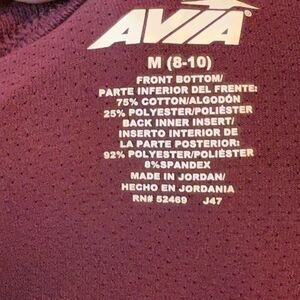 AVIA
M (8-10)
FRONT BOTTOM/
PARTE INFERIOR DEL FRENTE:
75% COTTON/ALGODÓN
25% POLYESTER/POLIÉSTER
BACK INNER INSERT/
INSERTO INTERIOR DE
LA PARTE POSTERIOR:
92% POLYESTER/POLIÉSTER
8%SPANDEX
MADE IN JORDAN/
HECHO EN JORDANIA
RN# 52469 J47